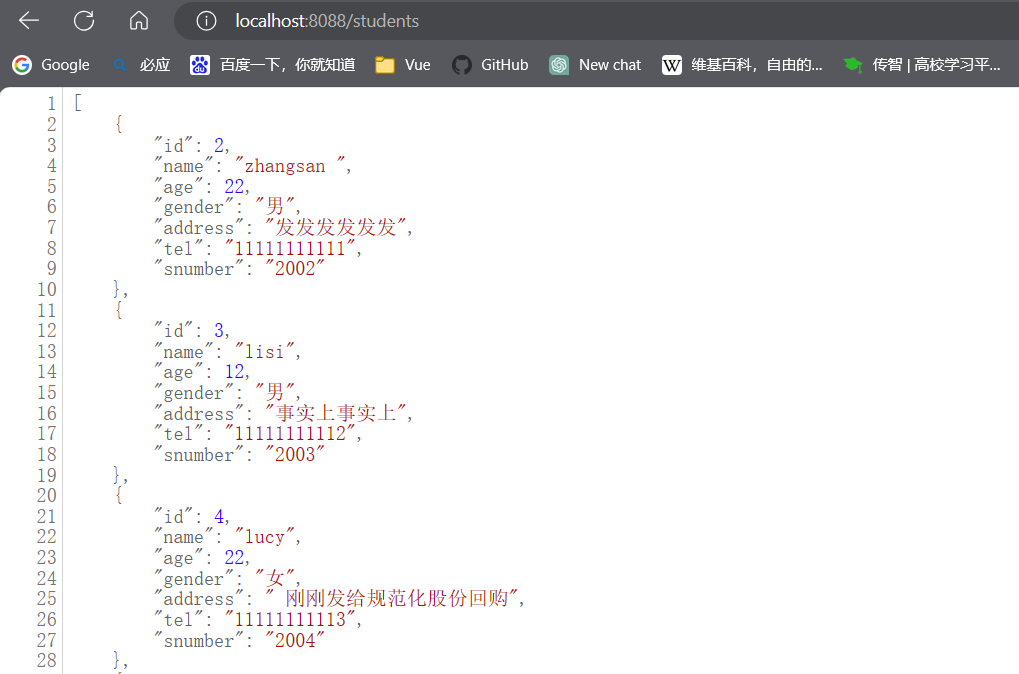 localhost:8088/students
Google 必应 百度一下，你就知道 Vue GitHub New chat W 维基百科，自由的... 传智 | 高校学习平...
1 [
2 {
3 "id": 2,
4 "name": "zhangsan ",
5 "age": 22,
6 "gender": "男",
7 "address": "发发发发发发",
8 "tel": "11111111111",
9 "snumber": "2002"
10 },
11 {
12 "id": 3,
13 "name": "lisi",
14 "age": 12,
15 "gender": "男",
16 "address": "事实上事实上",
17 "tel": "11111111112",
18 "snumber": "2003"
19 },
20 {
21 "id": 4,
22 "name": "lucy",
23 "age": 22,
24 "gender": "女",
25 "address": " 刚刚发给规范化股份回购",
26 "tel": "11111111113",
27 "snumber": "2004"
28 },